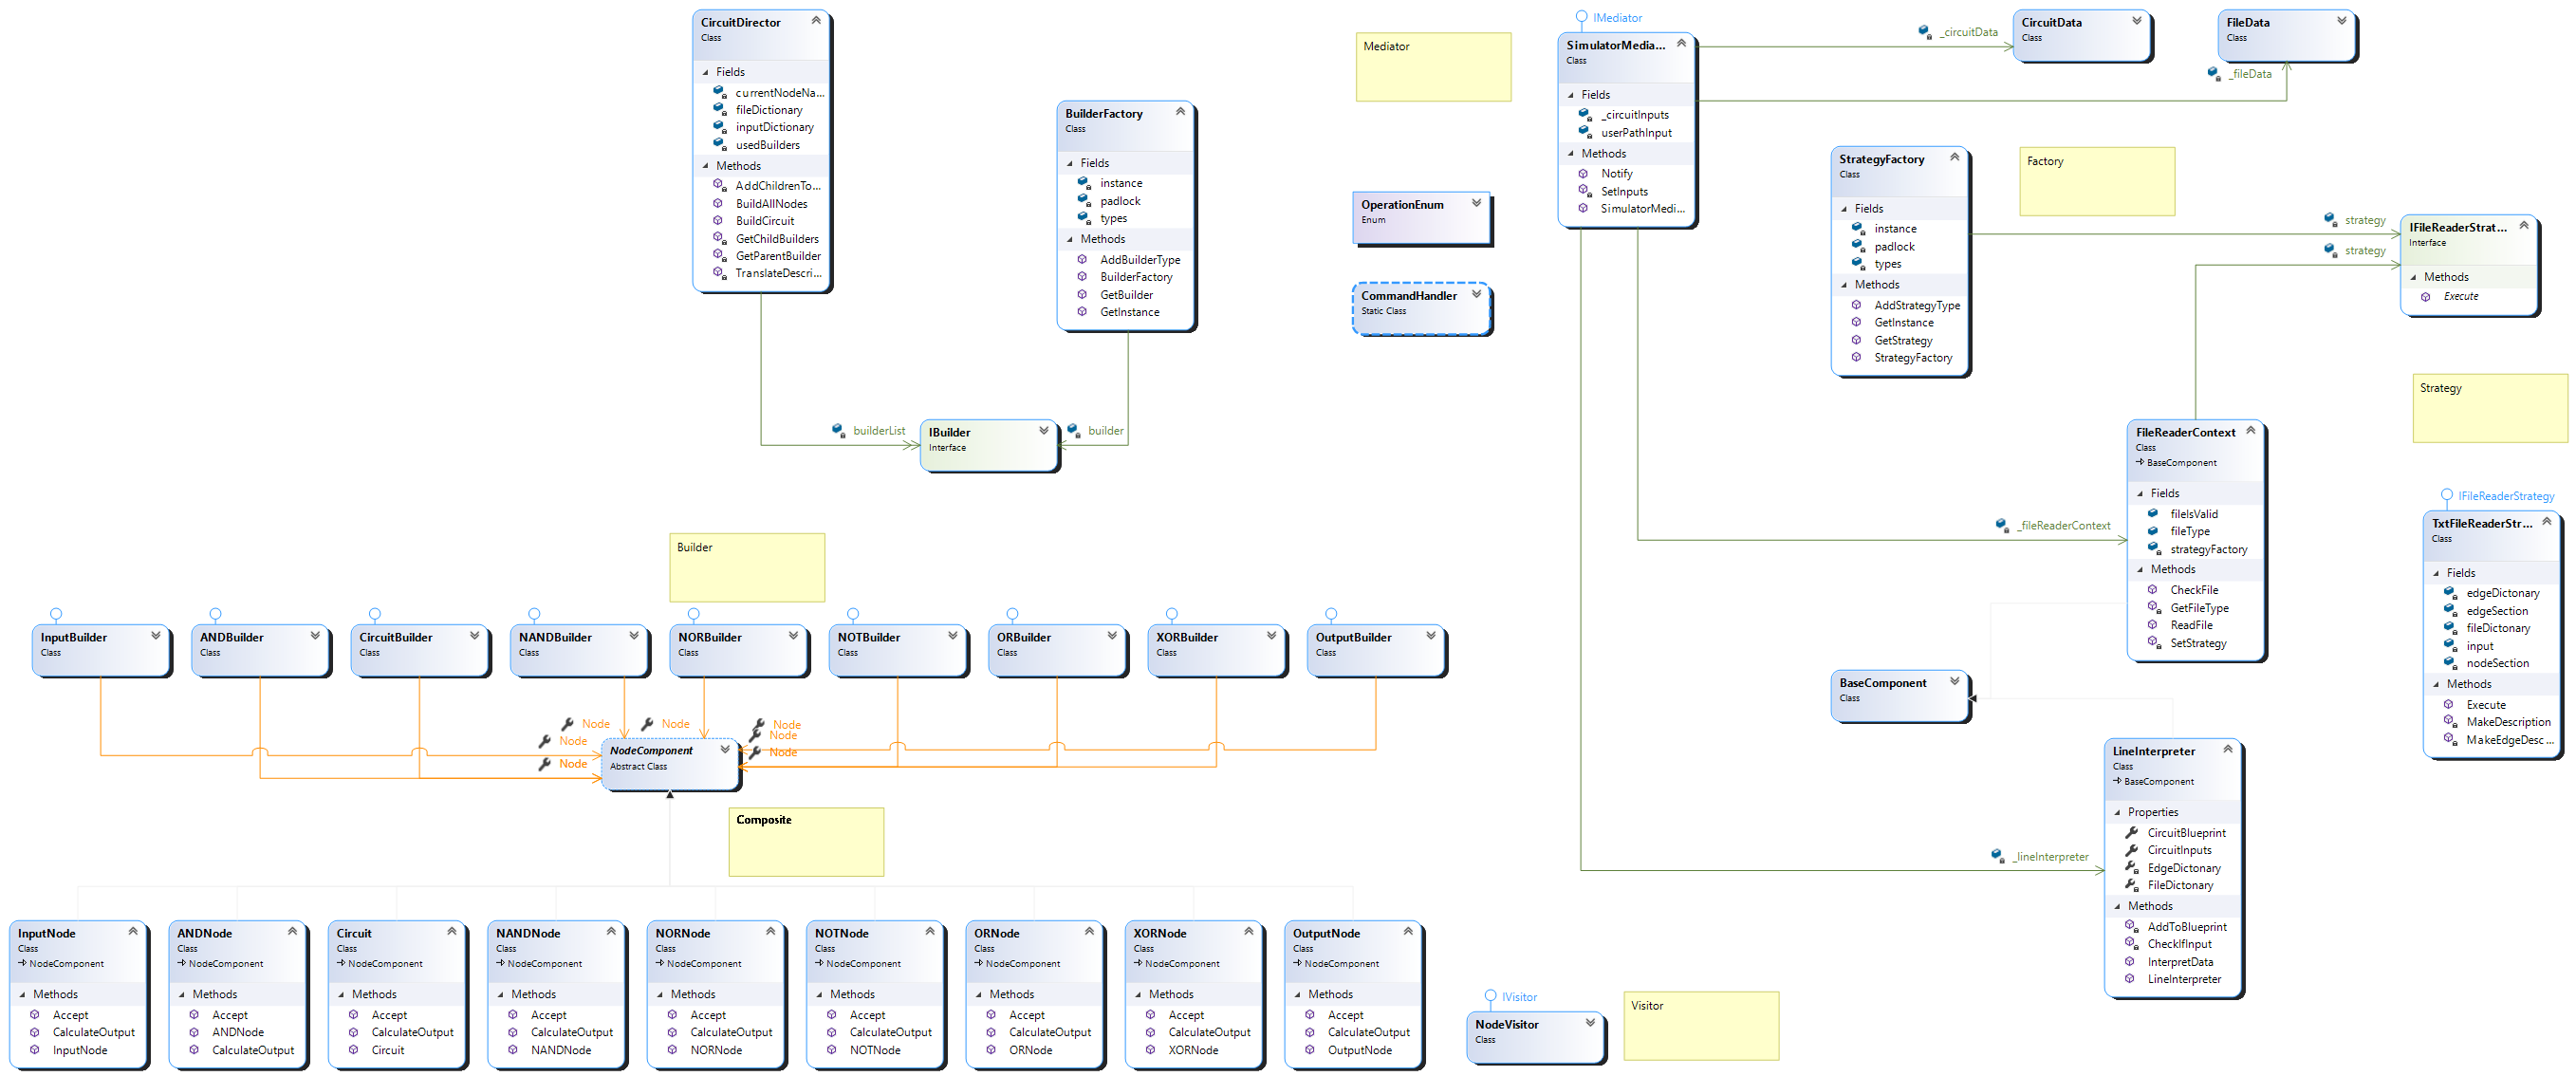 CircuitDirector
Class
Fields
currentNodeNa...
fileDictionary
inputDictionary
usedBuilders
Methods
AddChildrenTo...
BuildAllNodes
BuildCircuit
GetChildBuilders
GetParentBuilder
TranslateDescri...
BuilderFactory
Class
Fields
instance
padlock
types
Methods
AddBuilderType
BuilderFactory
GetBuilder
GetInstance
builderList
IBuilder
Interface
builder
Mediator
OperationEnum
Enum
CommandHandler
Static Class
IMediator
SimulatorMedia...
Class
Fields
_circuitInputs
userPathInput
Methods
Notify
SetInputs
SimulatorMedi...
_circuitData
CircuitData
Class
FileData
Class
_fileData
StrategyFactory
Class
Fields
instance
padlock
types
Methods
AddStrategyType
GetInstance
GetStrategy
StrategyFactory
Factory
strategy
strategy
IFileReaderStrat...
Interface
Methods
Execute
Strategy
FileReaderContext
Class
BaseComponent
Fields
fileIsValid
fileType
strategyFactory
Methods
CheckFile
GetFileType
ReadFile
SetStrategy
_fileReaderContext
IFileReaderStrategy
TxtFileReaderStr...
Class
Fields
edgeDictonary
edgeSection
fileDictonary
input
nodeSection
Methods
Execute
MakeDescription
MakeEdgeDesc...
BaseComponent
Class
LineInterpreter
Class
BaseComponent
Properties
CircuitBlueprint
CircuitInputs
EdgeDictonary
FileDictonary
Methods
AddToBlueprint
CheckIfInput
InterpretData
LineInterpreter
_lineInterpreter
Builder
InputBuilder
Class
ANDBuilder
Class
CircuitBuilder
Class
NANDBuilder
Class
NORBuilder
Class
NOTBuilder
Class
ORBuilder
Class
XORBuilder
Class
OutputBuilder
Class
Node
Node
Node
Node
Node
Node
Node
NodeComponent
Abstract Class
Composite
InputNode
Class
NodeComponent
Methods
Accept
CalculateOutput
InputNode
ANDNode
Class
NodeComponent
Methods
Accept
ANDNode
CalculateOutput
Circuit
Class
NodeComponent
Methods
Accept
CalculateOutput
Circuit
NANDNode
Class
NodeComponent
Methods
Accept
CalculateOutput
NANDNode
NORNode
Class
NodeComponent
Methods
Accept
CalculateOutput
NORNode
NOTNode
Class
NodeComponent
Methods
Accept
CalculateOutput
NOTNode
ORNode
Class
NodeComponent
Methods
Accept
CalculateOutput
ORNode
XORNode
Class
NodeComponent
Methods
Accept
CalculateOutput
XORNode
OutputNode
Class
NodeComponent
Methods
Accept
CalculateOutput
OutputNode
IVisitor
NodeVisitor
Class
Visitor